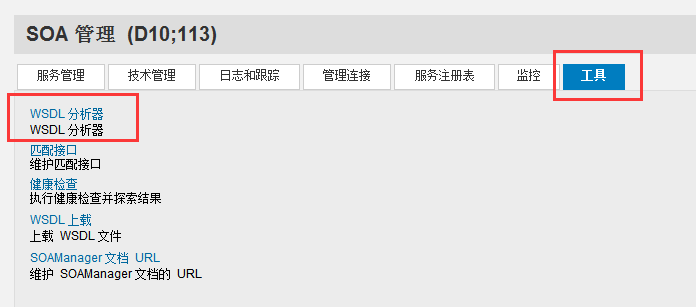 SOA 管理 (D10;113)
服务管理 技术管理 日志和跟踪 管理连接 服务注册表 监控 工具
WSDL 分析器
WSDL 分析器
匹配接口
维护匹配接口
健康检查
执行健康检查并探索结果
WSDL 上载
上载 WSDL 文件
SOAManager 文档 URL
维护 SOAManager 文档的 URL